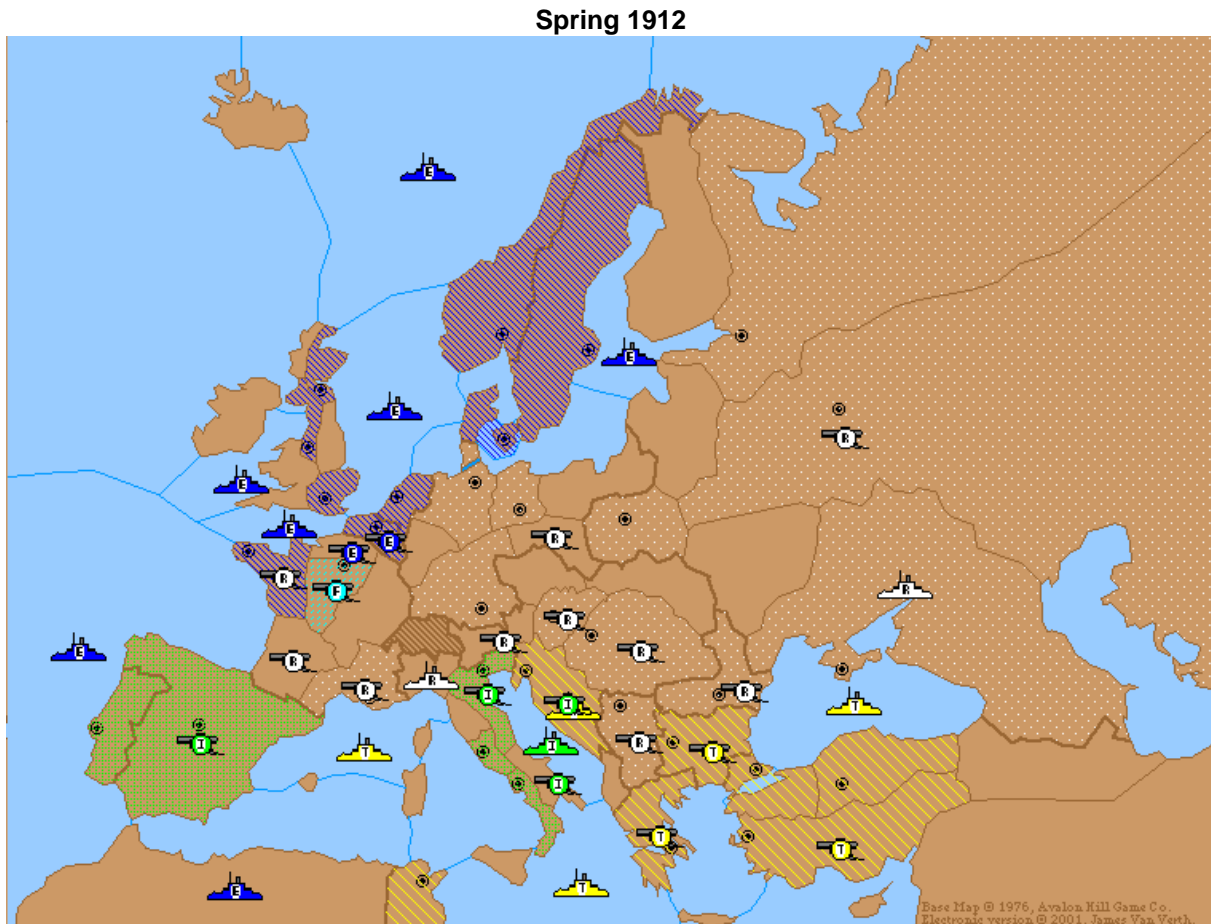 Spring 1912
E
E
E
R
E
E
R
E
E
R
F
R
R
R
R
E
R
R
R
R
I
I
T
I
R
I
T
T
I
T
T
T
E
Base Map © 1976, Avalon Hill Game Co.
Electronic version © 2001, James Van Verth.